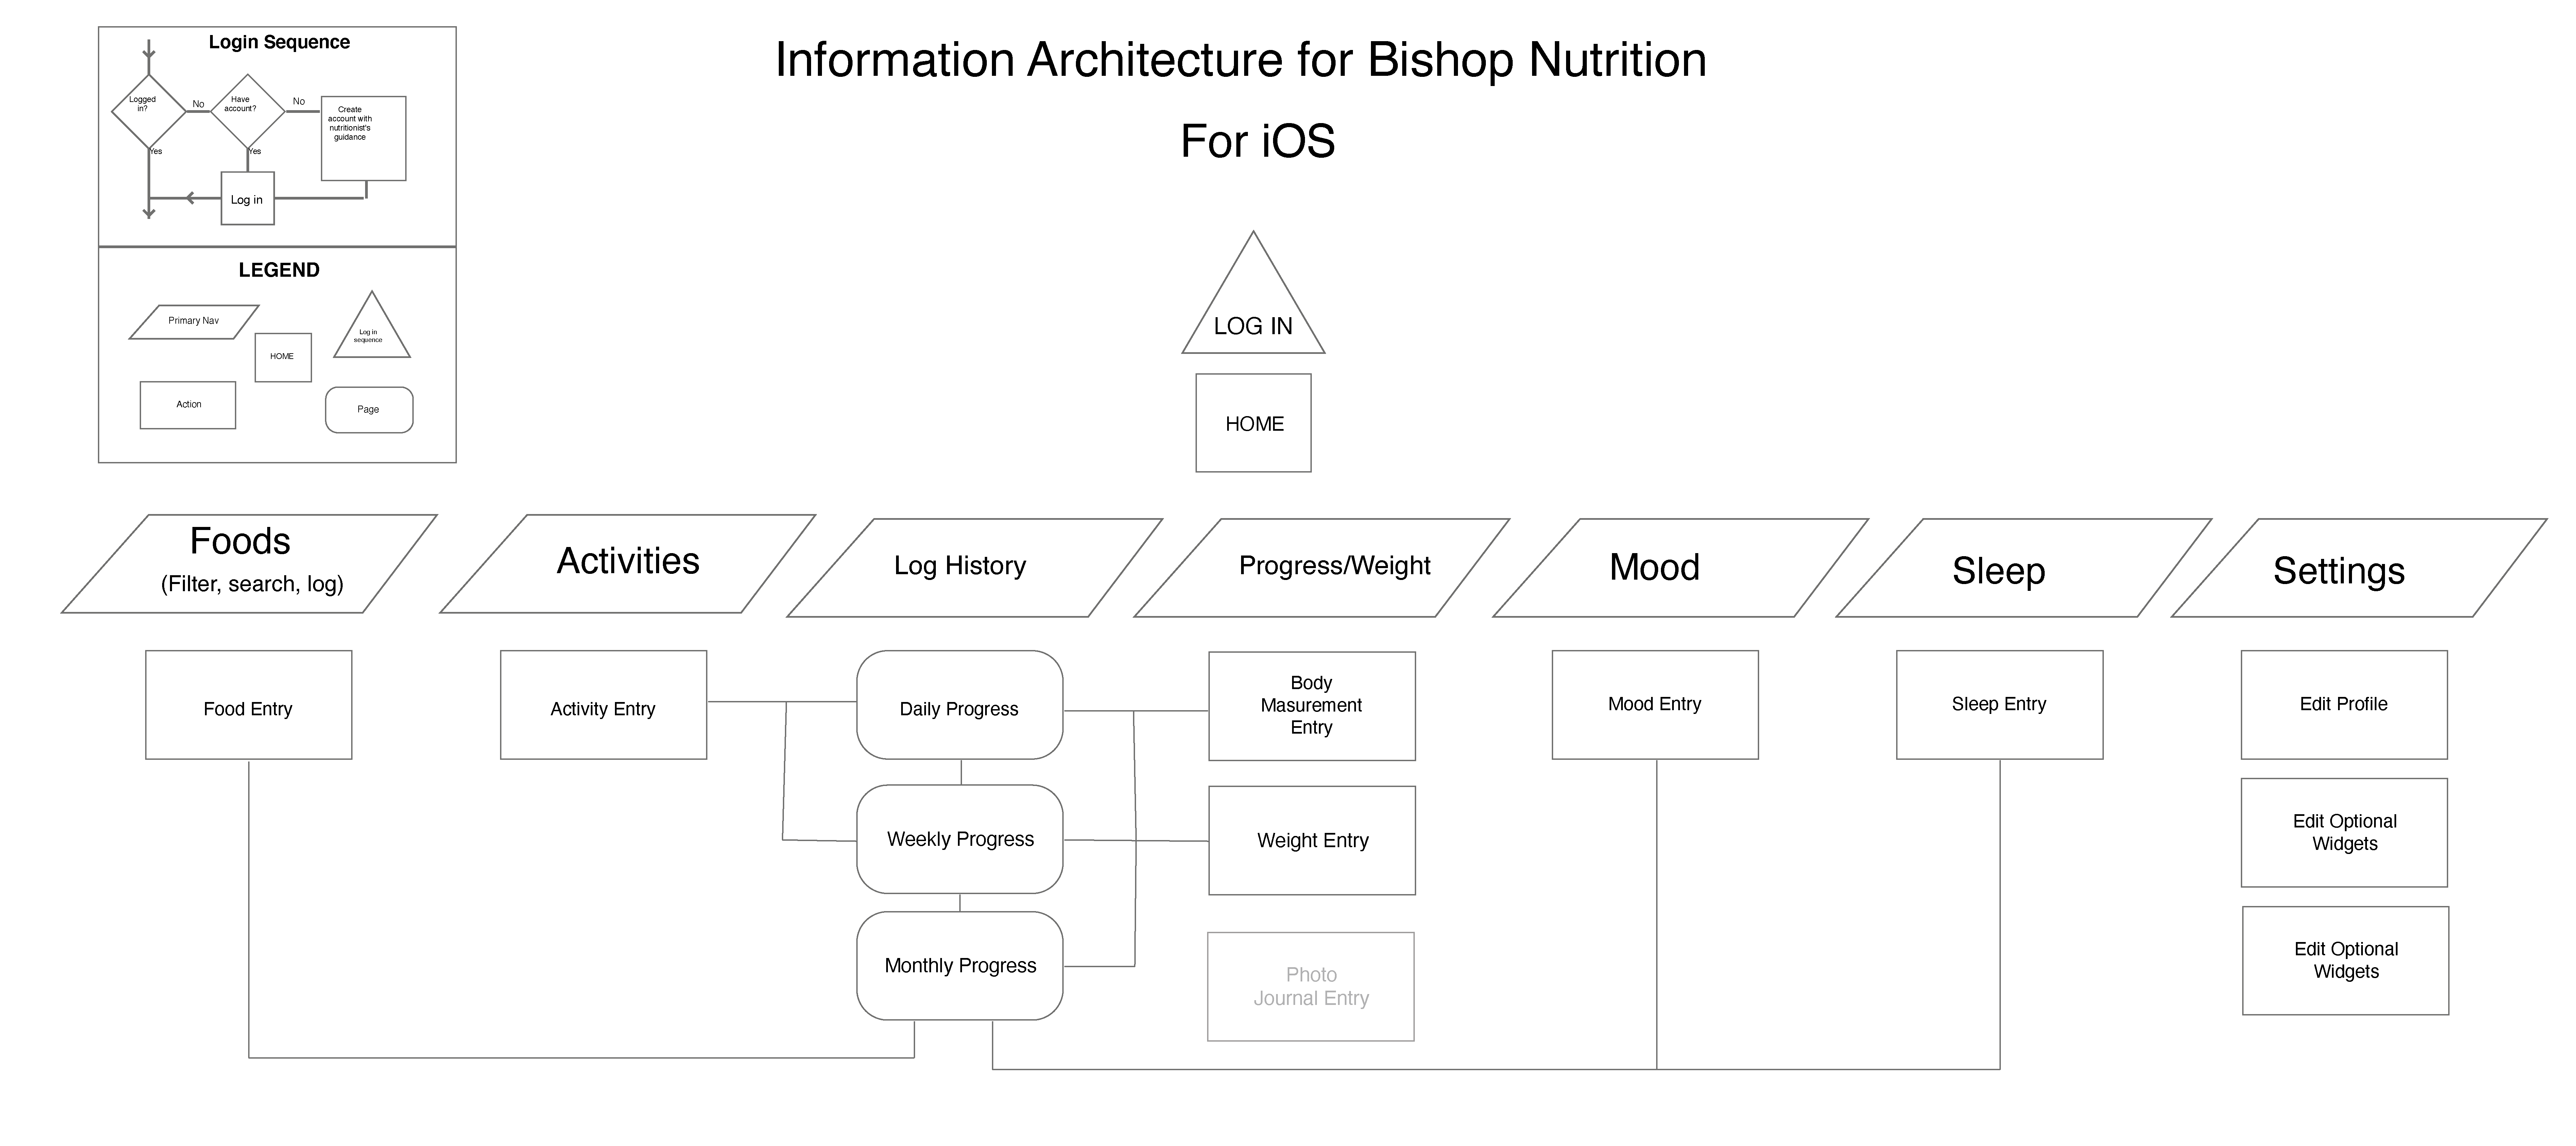 Login Sequence
Logged
in?
No
Have
account?
No
Create
account with
nutritionist's
guidance
Yes
Yes
Log in
LEGEND
Primary Nav
Log in
sequence
HOME
Action
Page
Information Architecture for Bishop Nutrition
For iOS
LOG IN
HOME
Foods
(Filter, search, log)
Activities
Log History
Progress/Weight
Mood
Sleep
Settings
Food Entry
Activity Entry
Daily Progress
Body
Masurement
Entry
Mood Entry
Sleep Entry
Edit Profile
Weekly Progress
Weight Entry
Edit Optional
Widgets
Monthly Progress
Photo
Journal Entry
Edit Optional
Widgets